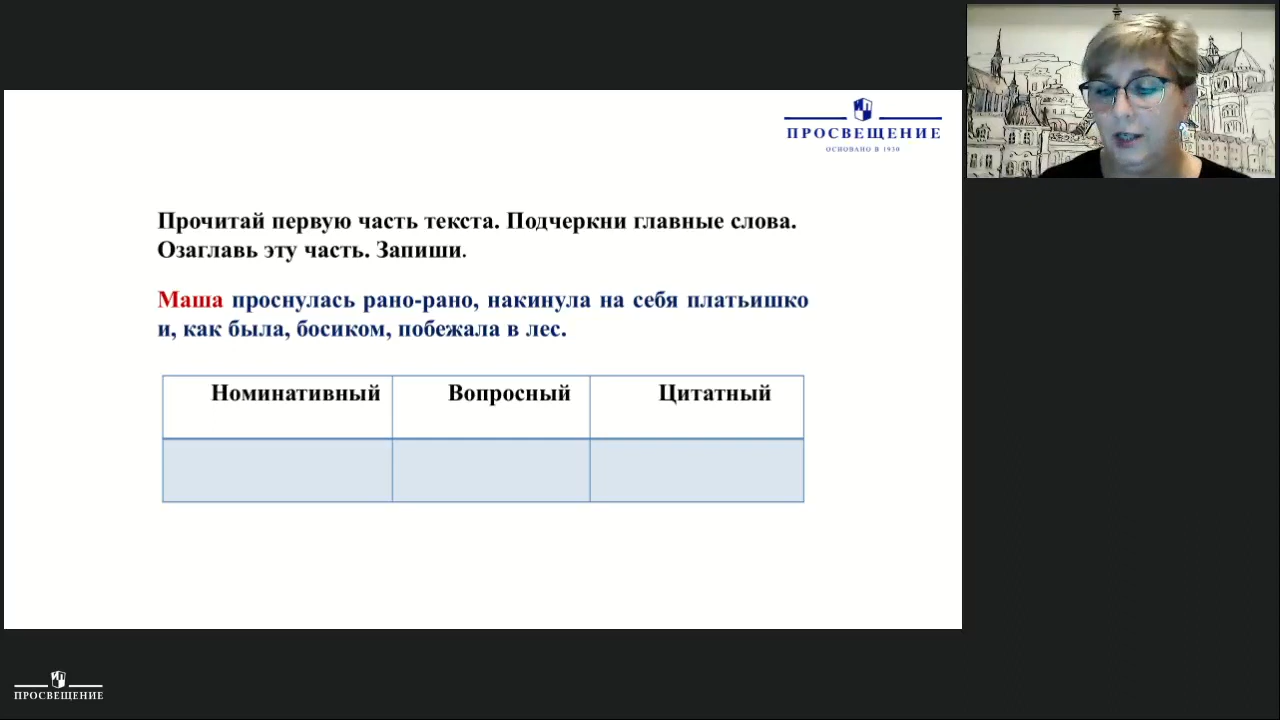 ПРОСВЕЩЕНИЕ
ОСНОВАНО В 1930
Прочитай первую часть текста. Подчеркни главные слова.
Озаглавь эту часть. Запиши.
Маша проснулась рано-рано, накинула на себя платьишко
и, как была, босиком, побежала в лес.
Номинативный Вопросный Цитатный
ПРОСВЕЩЕНИЕ